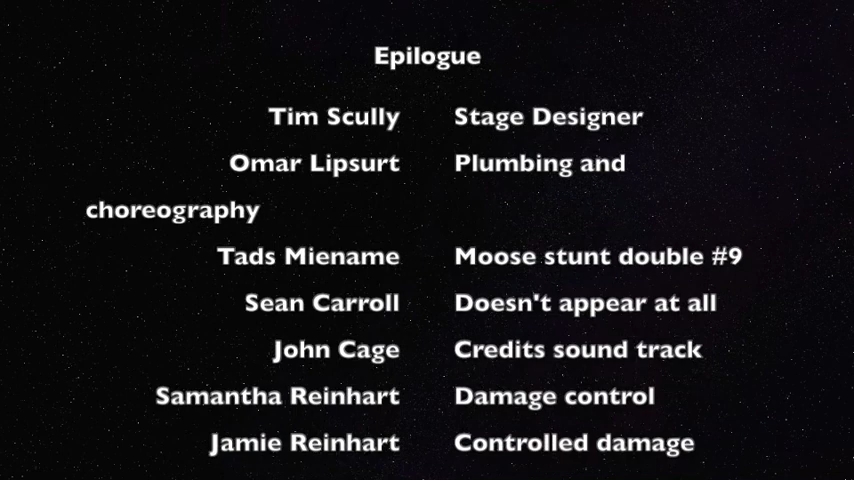 Epilogue
Tim Scully Stage Designer
Omar Lipsurt Plumbing and
choreography
Tads Miename Moose stunt double #9
Sean Carroll Doesn't appear at all
John Cage Credits sound track
Samantha Reinhart Damage control
Jamie Reinhart Controlled damage